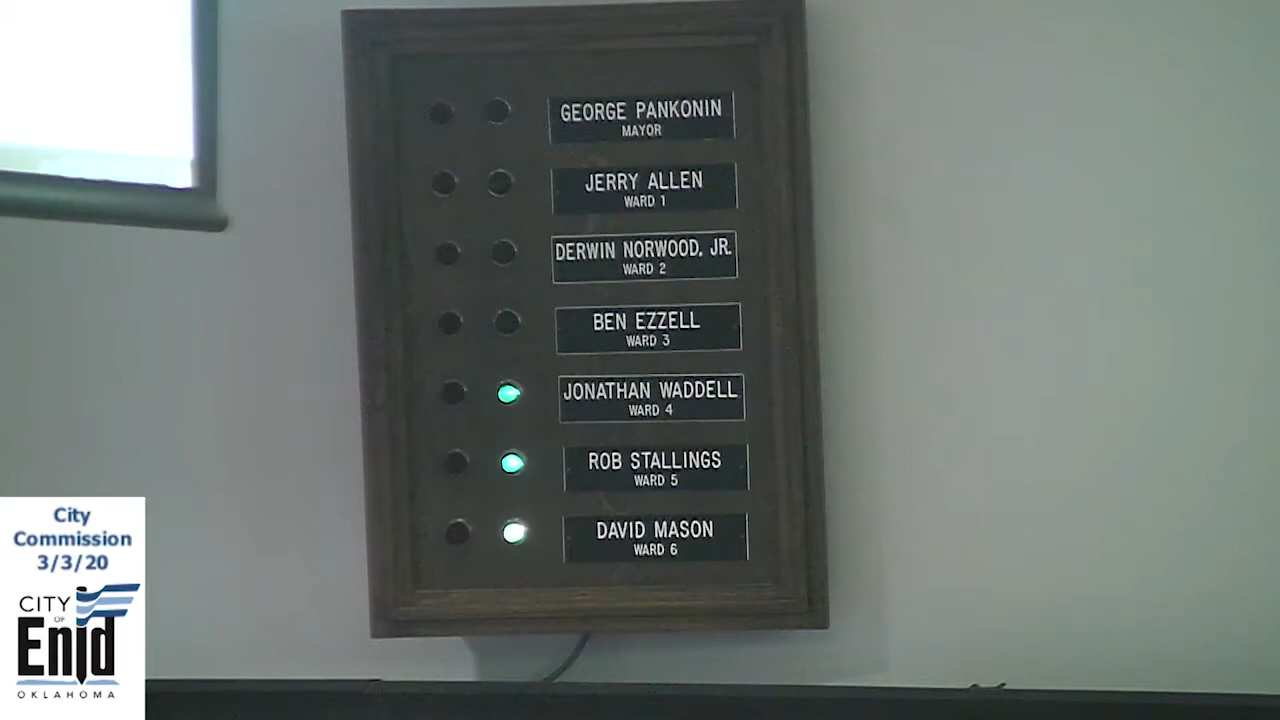 GEORGE PANKONIN
MAYOR
JERRY ALLEN
WARD 1
DERWIN NORWOOD, JR.
WARD 2
BEN EZZELL
WARD 3
JONATHAN WADDELL
WARD 4
ROB STALLINGS
WARD 5
DAVID MASON
WARD 6
City
Commission
3/3/20
CITY
OF
Enid
OKLAHOMA